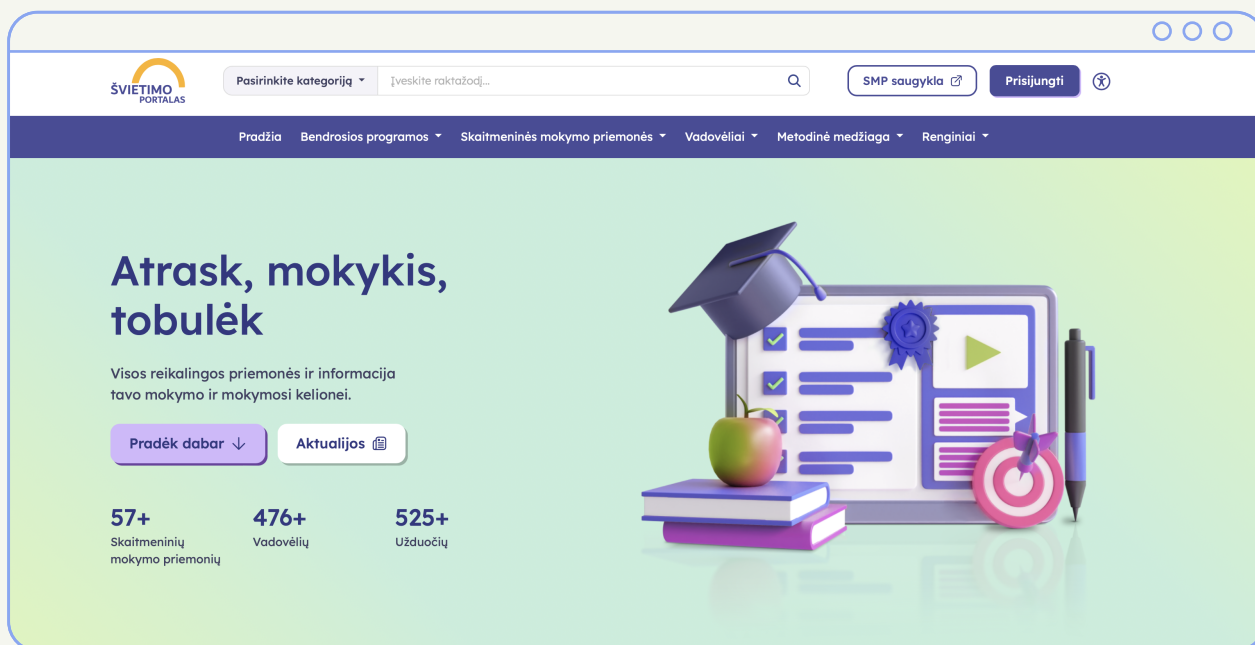 ŠVIETIMO
PORTALAS
Pasirinkite kategoriją
Įveskite raktažodį...
SMP saugykla
Prisijungti
Pradžia Bendrosios programos Skaitmeninės mokymo priemonės Vadovėliai Metodinė medžiaga Renginiai
Atrask, mokykis,
tobulėk
Visos reikalingos priemonės ir informacija
tavo mokymo ir mokymosi kelionei.
Pradėk dabar
Aktualijos
57+
Skaitmeninių
mokymo priemonių
476+
Vadovėlių
525+
Užduočių